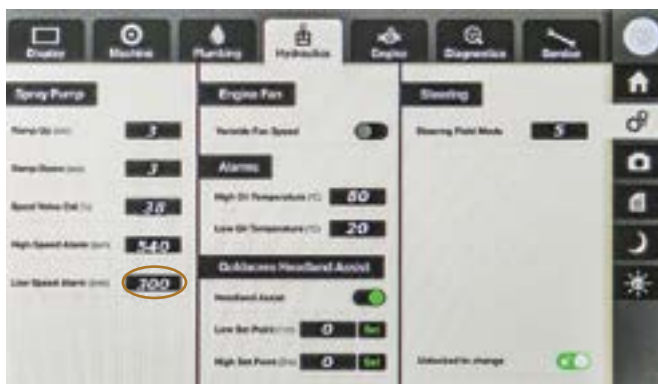 Display
Machine
Plumbing
Hydraulics
Engine
Diagnostics
Service
Spray Pump
Ramp Up (sec) 3
Ramp Down (sec) 3
Speed Valve Cal (%) 38
High Speed Alarm (rpm) 540
Low Speed Alarm (rpm) 300
Engine Fan
Variable Fan Speed
Alarms
High Oil Temperature (°C) 80
Low Oil Temperature (°C) 20
Goldacres Headland Assist
Headland Assist
Low Set Point 0 Set
High Set Point 0 Set
Steering
Steering Field Mode 5
Unlocked to change